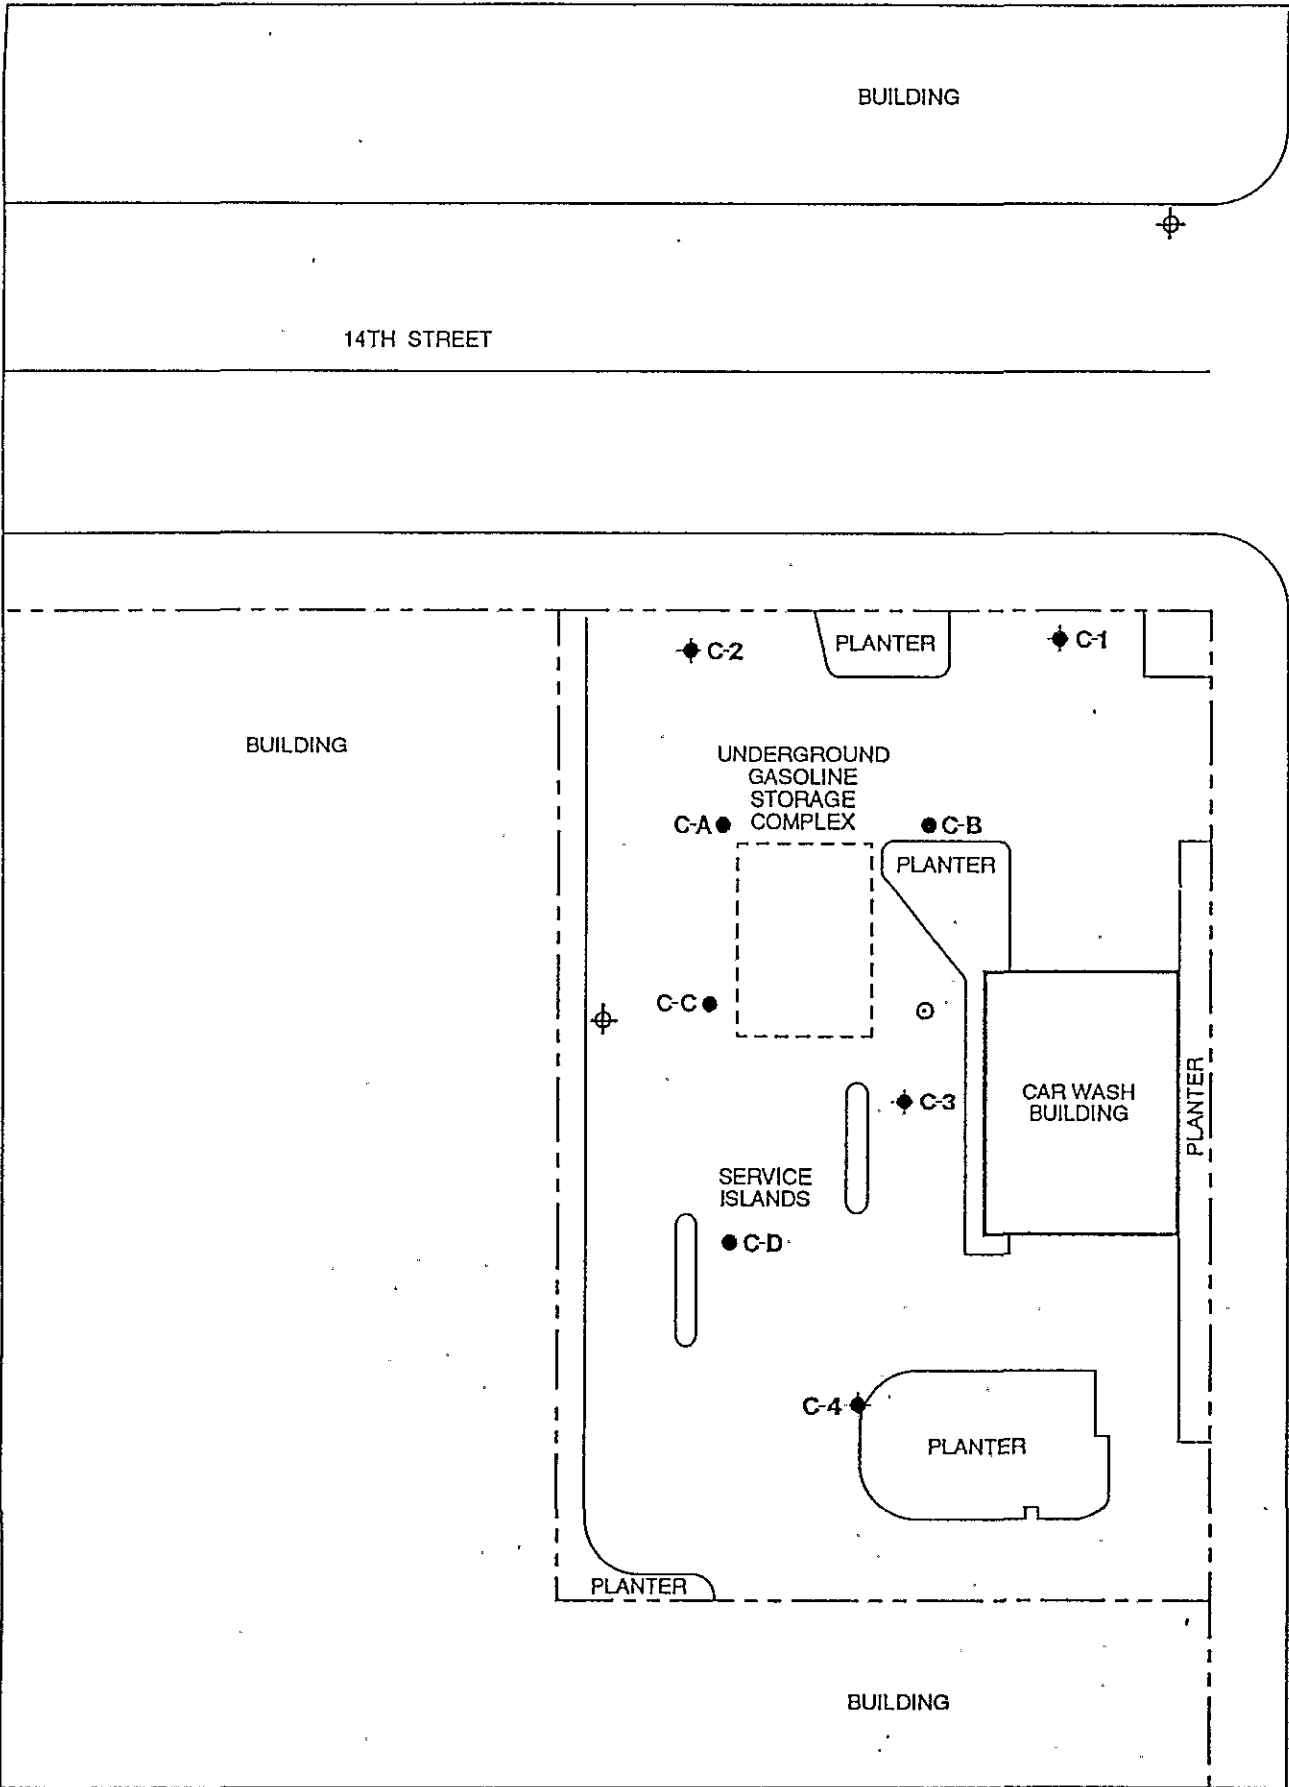 BUILDING
14TH STREET
C-2
PLANTER
C-1
BUILDING
UNDERGROUND
GASOLINE
STORAGE
COMPLEX
C-A
C-B
PLANTER
C-C
CAR WASH
BUILDING
PLANTER
C-3
SERVICE
ISLANDS
C-D
C-4
PLANTER
PLANTER
BUILDING